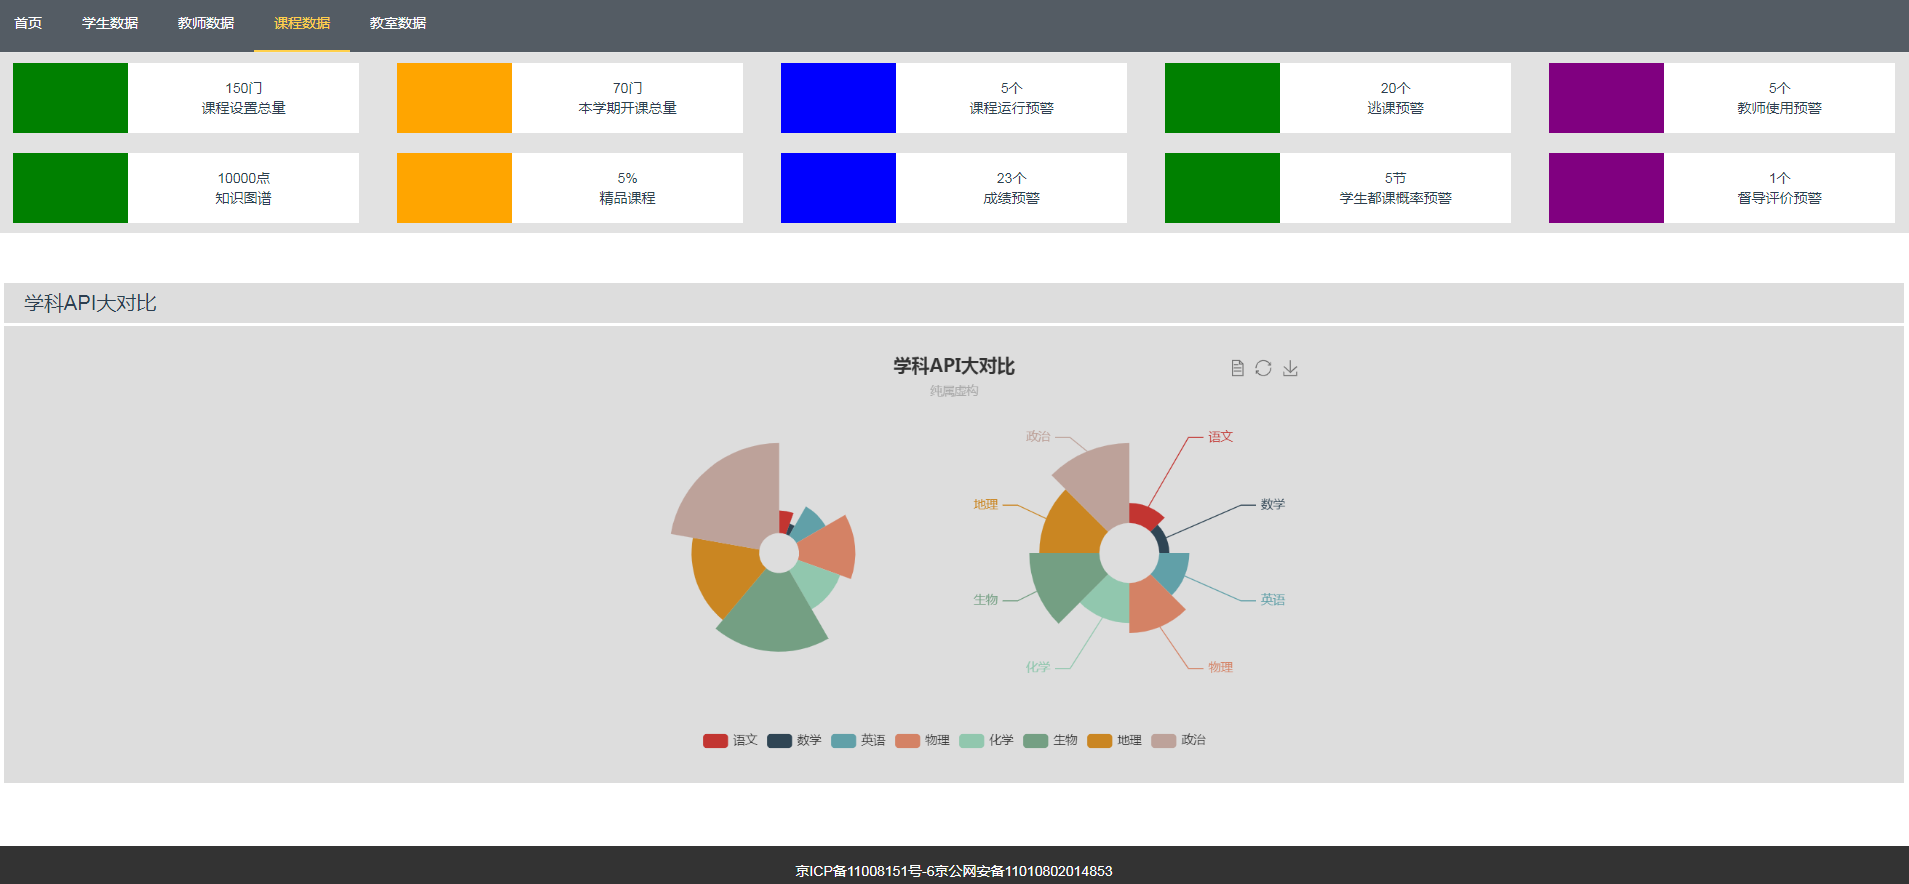 首页 学生数据 教师数据 课程数据 教室数据
150门
课程设置总量
70门
本学期开课总量
5个
课程运行预警
20个
逃课预警
5个
教师使用预警
10000点
知识图谱
5%
精品课程
23个
成绩预警
5节
学生都课概率预警
1个
督导评价预警
学科API大对比
学科API大对比
纯属虚构
政治
语文
地理
数学
生物
英语
化学
物理
语文 数学 英语 物理 化学 生物 地理 政治
京ICP备11008151号-6京公网安备11010802014853